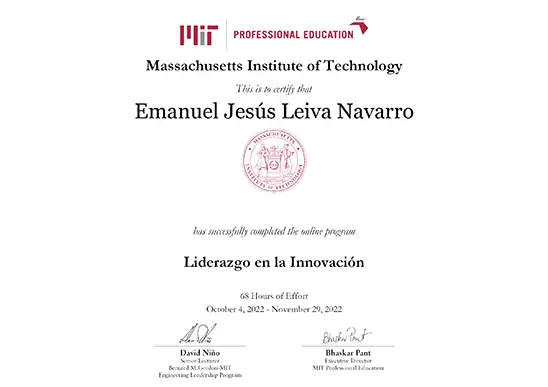 MIT PROFESSIONAL EDUCATION
Massachusetts Institute of Technology
This is to certify that
Emanuel Jesús Leiva Navarro
MASSACHUSETTS
INSTITUTE OF TECHNOLOGY
has successfully completed the online program
Liderazgo en la Innovación
68 Hours of Effort
October 4, 2022 - November 29, 2022
Bhaskar Pant
David Niño
Senior Lecturer
Bernard M.Gordon-MIT
Engineering Leadership Program
Bhaskar Pant
Executive Director
MIT Professional Education